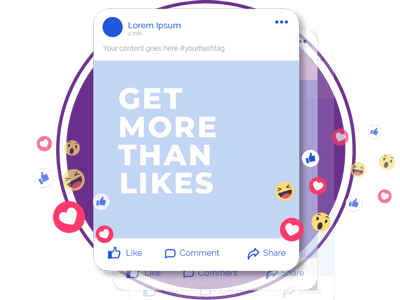 Lorem Ipsum
2 min
Your content goes here #yourhashtag
GET
MORE
THAN
LIKES
Like Comment Share
Like Comment Share